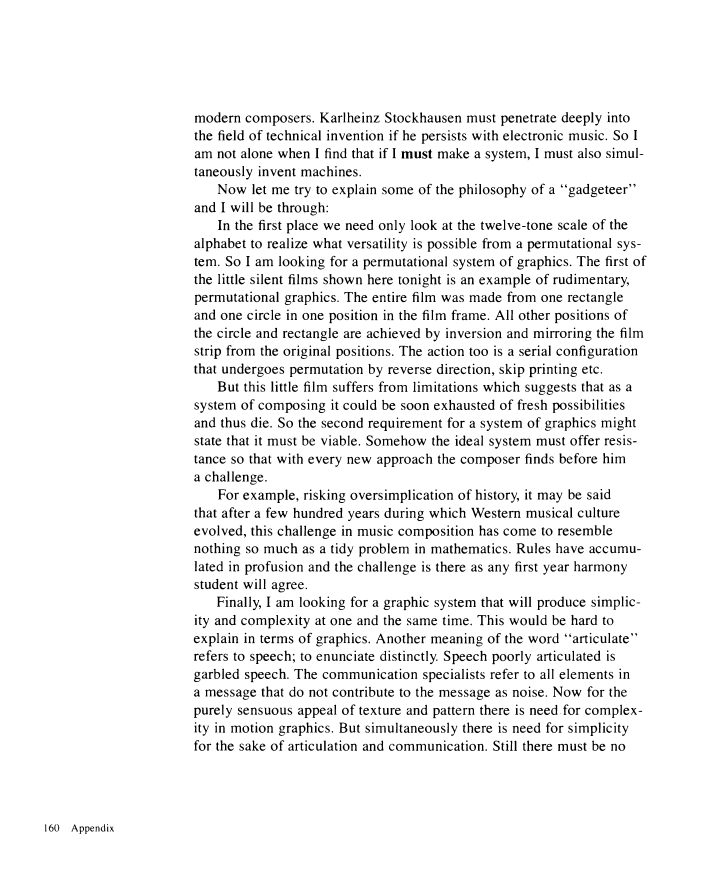 modern composers. Karlheinz Stockhausen must penetrate deeply into
the field of technical invention if he persists with electronic music. So I
am not alone when I find that if I must make a system, I must also simul-
taneously invent machines.
Now let me try to explain some of the philosophy of a "gadgeteer"
and I will be through:
In the first place we need only look at the twelve-tone scale of the
alphabet to realize what versatility is possible from a permutational sys-
tem. So I am looking for a permutational system of graphics. The first of
the little silent films shown here tonight is an example of rudimentary,
permutational graphics. The entire film was made from one rectangle
and one circle in one position in the film frame. All other positions of
the circle and rectangle are achieved by inversion and mirroring the film
strip from the original positions. The action too is a serial configuration
that undergoes permutation by reverse direction, skip printing etc.
But this little film suffers from limitations which suggests that as a
system of composing it could be soon exhausted of fresh possibilities
and thus die. So the second requirement for a system of graphics might
state that it must be viable. Somehow the ideal system must offer resis-
tance so that with every new approach the composer finds before him
a challenge.
For example, risking oversimplication of history, it may be said
that after a few hundred years during which Western musical culture
evolved, this challenge in music composition has come to resemble
nothing so much as a tidy problem in mathematics. Rules have accumu-
lated in profusion and the challenge is there as any first year harmony
student will agree.
Finally, I am looking for a graphic system that will produce simplic-
ity and complexity at one and the same time. This would be hard to
explain in terms of graphics. Another meaning of the word "articulate"
refers to speech; to enunciate distinctly. Speech poorly articulated is
garbled speech. The communication specialists refer to all elements in
a message that do not contribute to the message as noise. Now for the
purely sensuous appeal of texture and pattern there is need for complex-
ity in motion graphics. But simultaneously there is need for simplicity
for the sake of articulation and communication. Still there must be no
160 Appendix